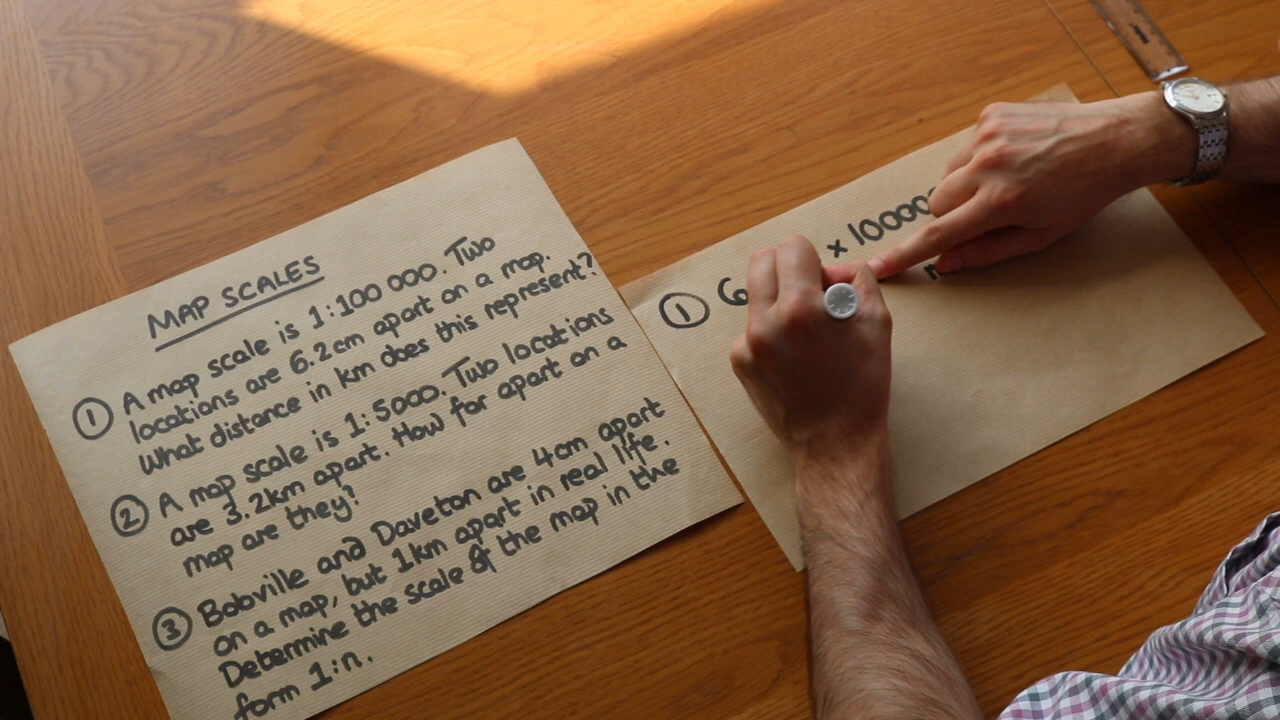 MAP SCALES
① A map scale is 1:100 000. Two
locations are 6.2cm apart on a map.
What distance in km does this represent?
② A map scale is 1:5000. Two locations
are 3.2km apart. How far apart on a
map are they?
③ Bobville and Daveton are 4cm apart
on a map, but 1km apart in real life.
Determine the scale of the map in the
form 1:n.
① 6 × 10000